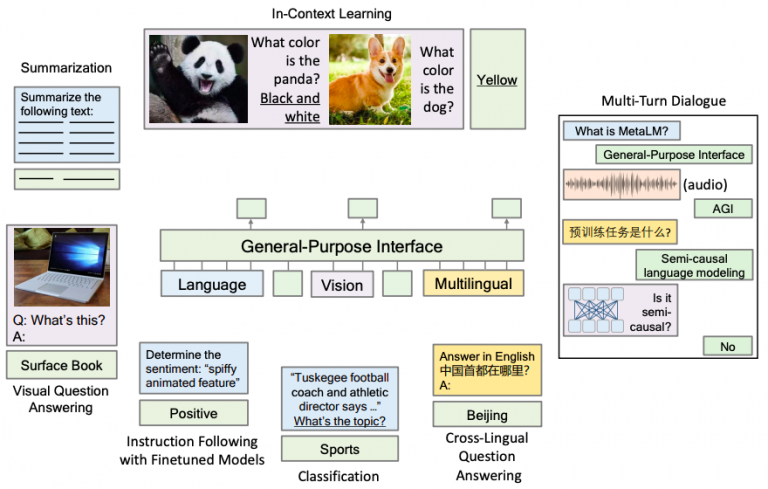 In-Context Learning
What color
is the
panda?
Black and
white
What
color
is the
dog?
Yellow
Summarization
Summarize the
following text:
Multi-Turn Dialogue
What is MetaLM?
General-Purpose Interface
(audio)
AGI
预训练任务是什么?
Semi-causal
language modeling
Is it
semi-
causal?
No
General-Purpose Interface
Language
Vision
Multilingual
Q: What's this?
A:
Surface Book
Visual Question
Answering
Determine the
sentiment: “spiffy
animated feature”
Positive
Instruction Following
with Finetuned Models
“Tuskegee football
coach and athletic
director says ...”
What's the topic?
Sports
Classification
Answer in English
中国首都在哪里?
A:
Beijing
Cross-Lingual
Question
Answering